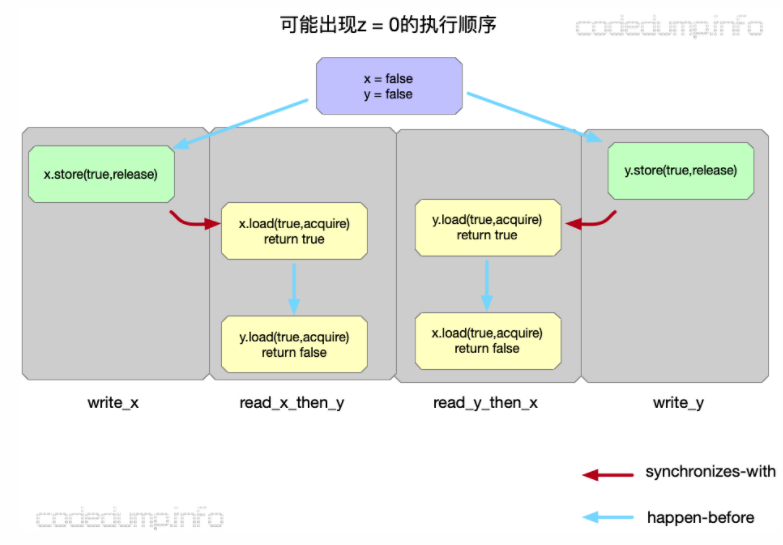 可能出现z = 0的执行顺序
codedump.info
x = false
y = false
x.store(true,release)
y.store(true,release)
x.load(true,acquire)
return true
y.load(true,acquire)
return true
y.load(true,acquire)
return false
x.load(true,acquire)
return false
write_x
read_x_then_y
read_y_then_x
write_y
synchronizes-with
happen-before
codedump.info